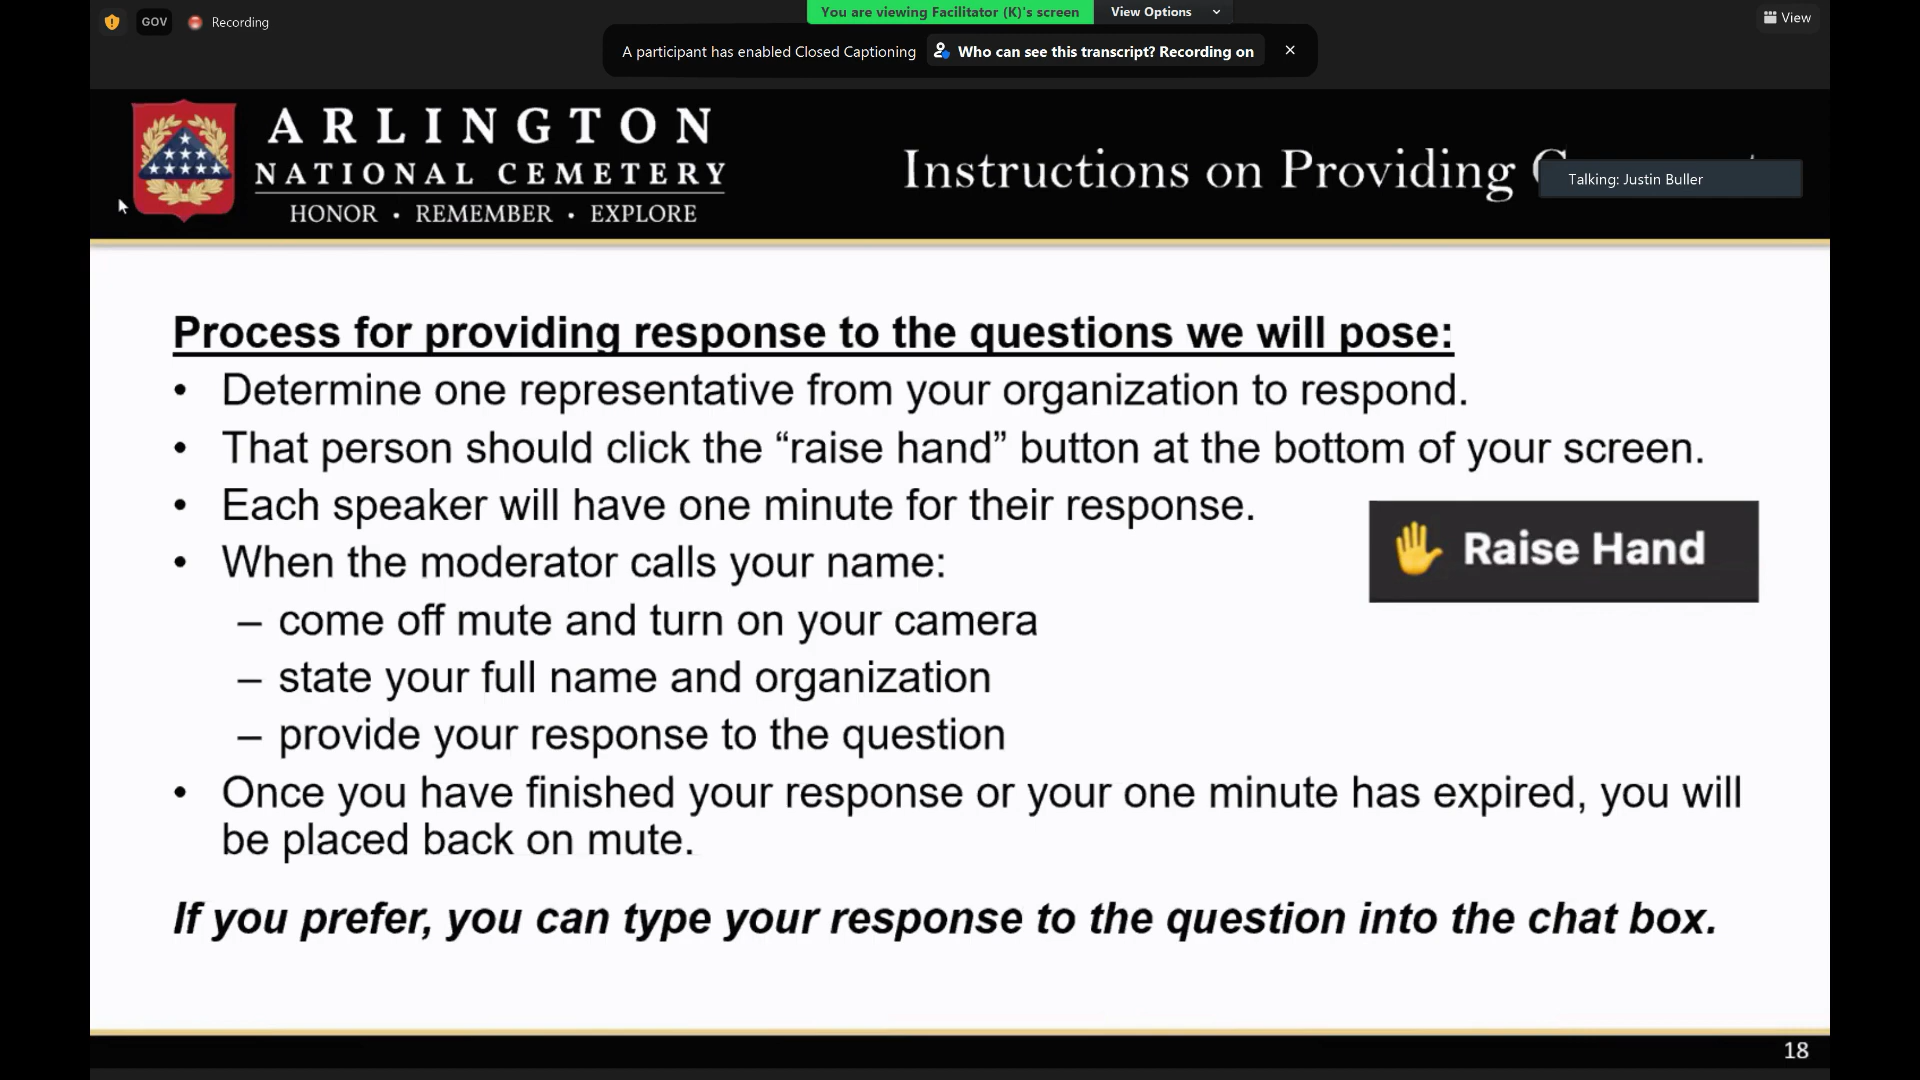 GOV
Recording
You are viewing Facilitator (K)'s screen
View Options
View
A participant has enabled Closed Captioning
Who can see this transcript? Recording on
ARLINGTON
NATIONAL CEMETERY
HONOR • REMEMBER • EXPLORE
Instructions on Providing
Talking: Justin Buller
Process for providing response to the questions we will pose:
• Determine one representative from your organization to respond.
• That person should click the “raise hand” button at the bottom of your screen.
• Each speaker will have one minute for their response.
Raise Hand
• When the moderator calls your name:
– come off mute and turn on your camera
– state your full name and organization
– provide your response to the question
• Once you have finished your response or your one minute has expired, you will
be placed back on mute.
If you prefer, you can type your response to the question into the chat box.
18